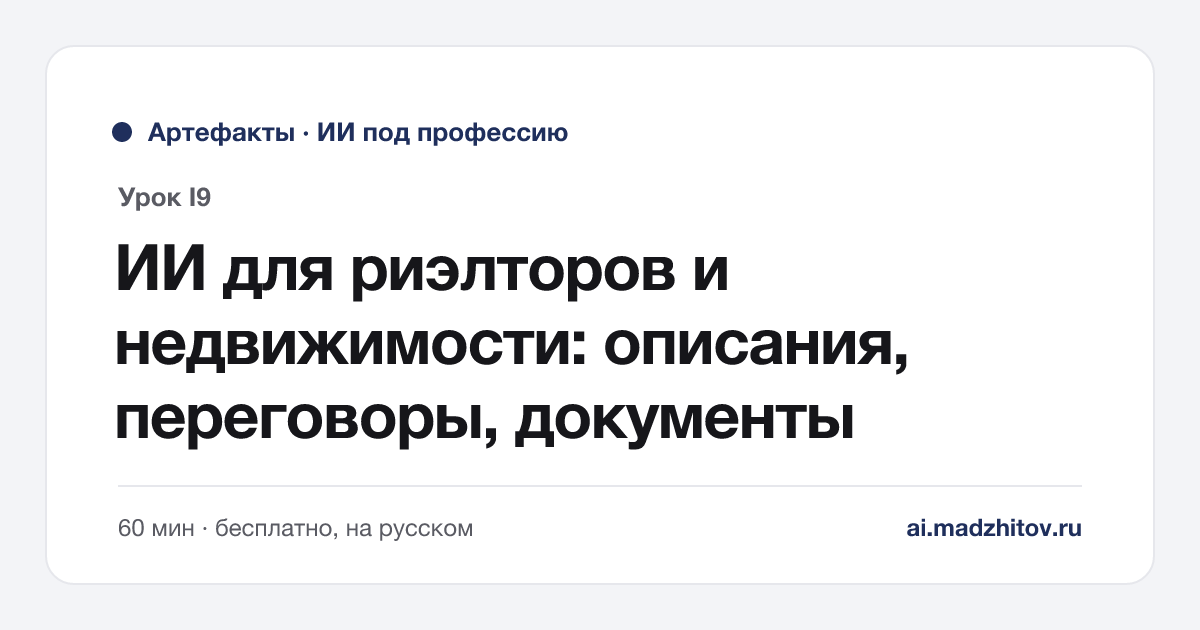 Артефакты · ИИ под профессию
Урок I9
ИИ для риэлторов и
недвижимости: описания,
переговоры, документы
60 мин · бесплатно, на русском
ai.madzhitov.ru